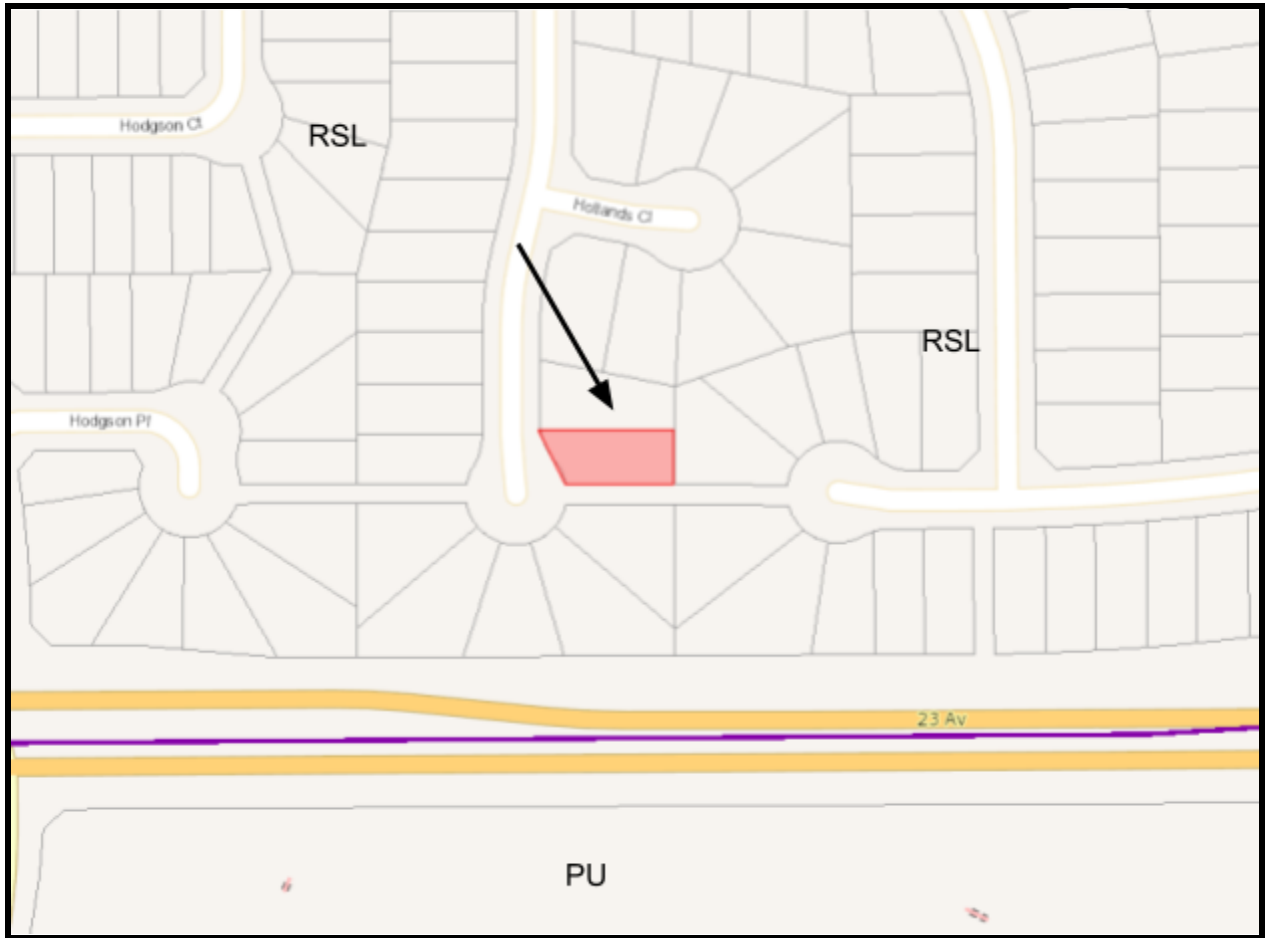 Hodgson Ct
RSL
Hollands Cl
RSL
Hodgson Pl
23 Av
PU